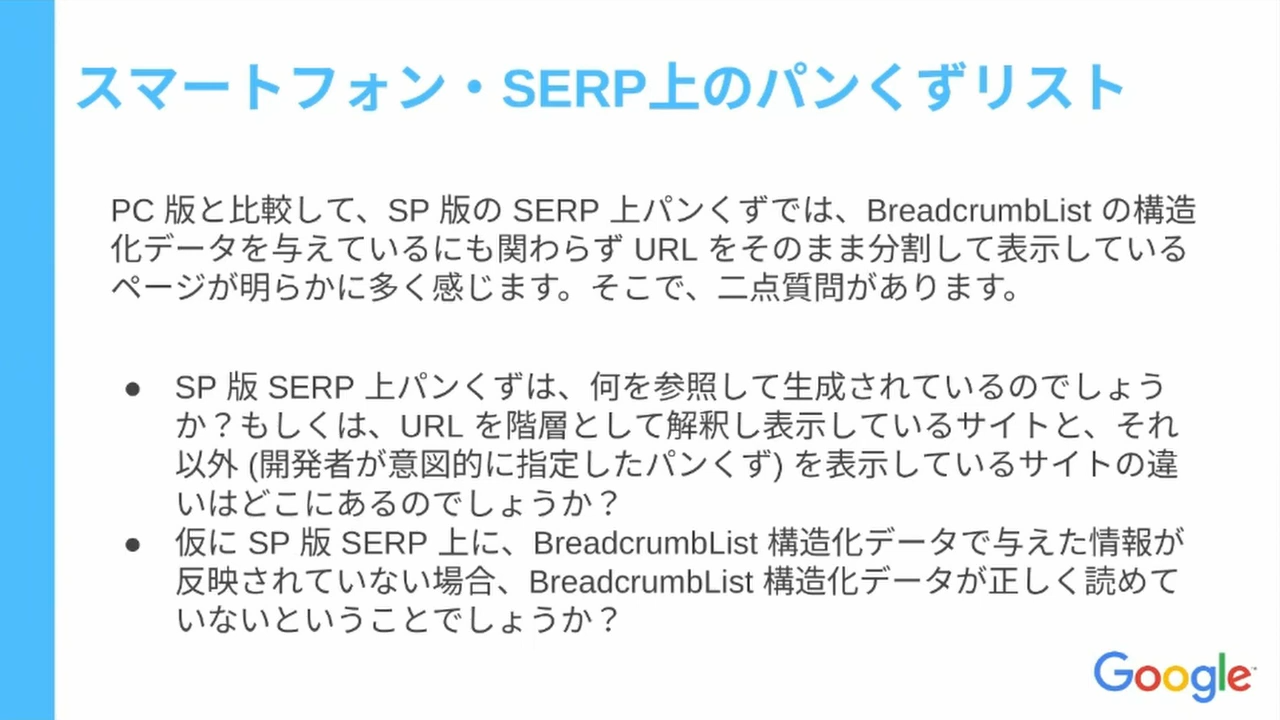 スマートフォン・SERP上のパンくずリスト
PC 版と比較して、SP 版の SERP 上パンくずでは、BreadcrumbList の構造
化データを与えているにも関わらず URL をそのまま分割して表示している
ページが明らかに多く感じます。そこで、二点質問があります。
● SP 版 SERP 上パンくずは、何を参照して生成されているのでしょう
か？もしくは、URL を階層として解釈し表示しているサイトと、それ
以外 (開発者が意図的に指定したパンくず) を表示しているサイトの違
いはどこにあるのでしょうか？
● 仮に SP 版 SERP 上に、BreadcrumbList 構造化データで与えた情報が
反映されていない場合、BreadcrumbList 構造化データが正しく読めて
いないということでしょうか？
Google